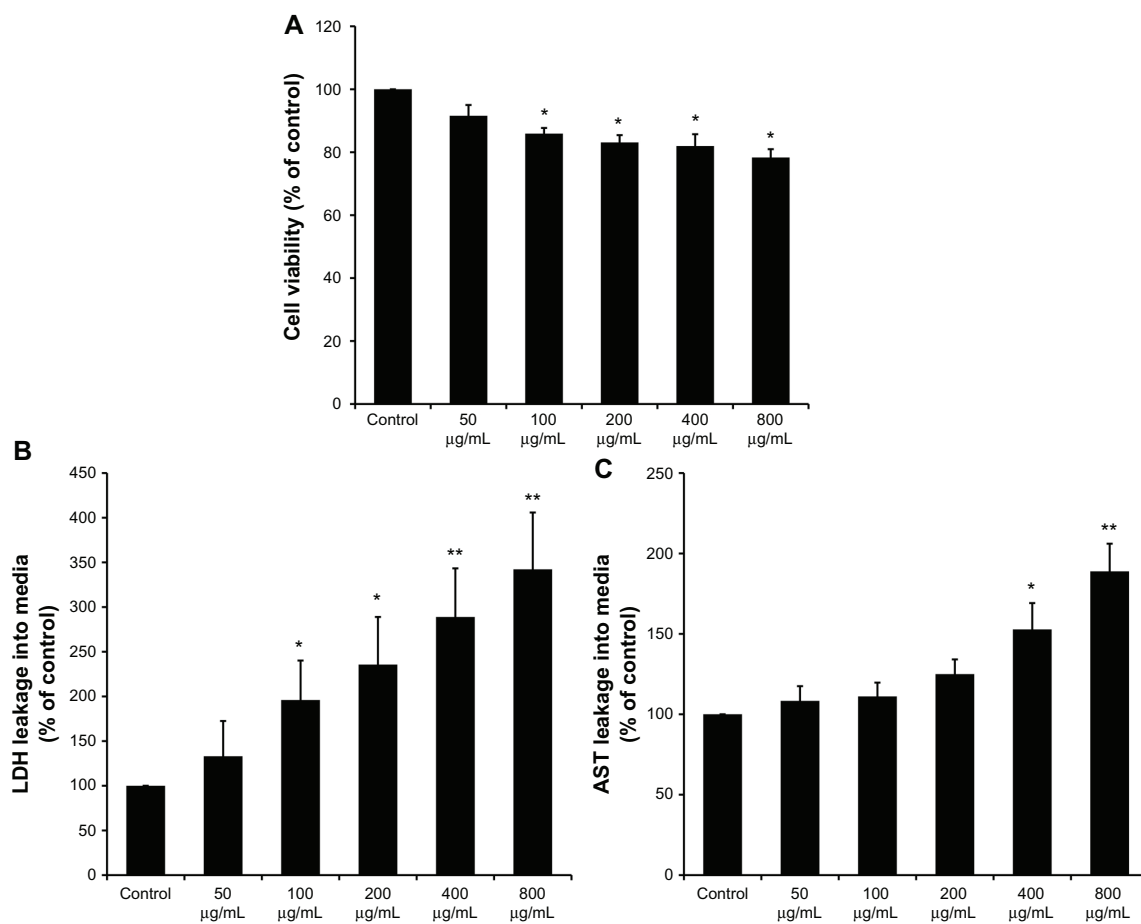 A
Cell viability (% of control)
120
100
80
60
40
20
0
*
*
*
*
Control
50
μg/mL
100
μg/mL
200
μg/mL
400
μg/mL
800
μg/mL
B
LDH leakage into media
(% of control)
450
400
350
300
250
200
150
100
50
0
*
*
**
**
Control
50
μg/mL
100
μg/mL
200
μg/mL
400
μg/mL
800
μg/mL
C
AST leakage into media
(% of control)
250
200
150
100
50
0
*
**
Control
50
μg/mL
100
μg/mL
200
μg/mL
400
μg/mL
800
μg/mL